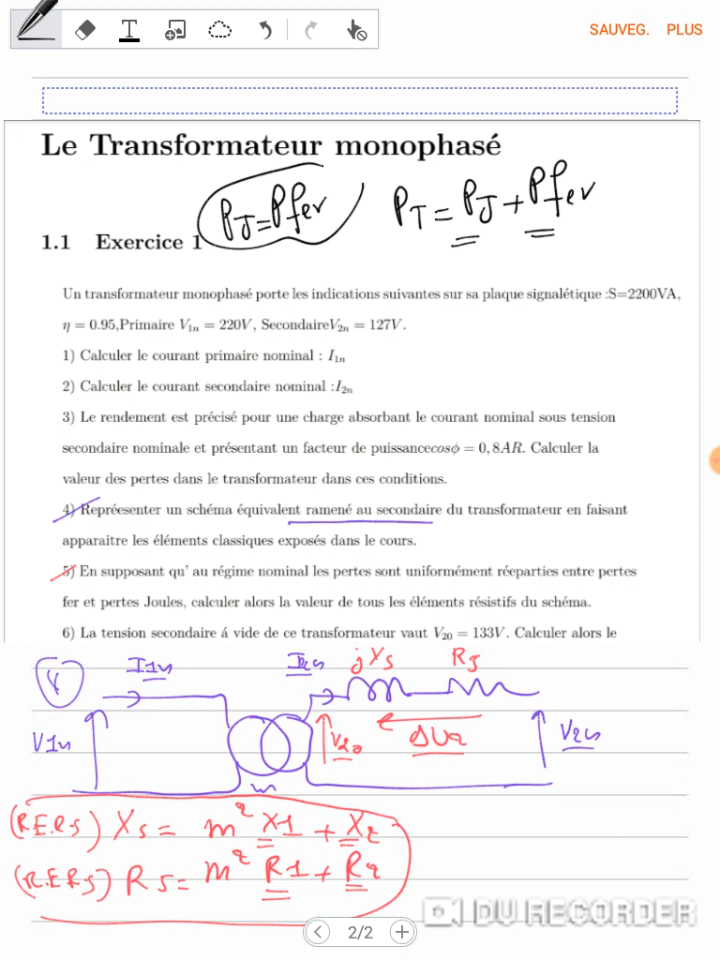 SAUVEG. PLUS
Le Transformateur monophasé
PJ=Pfer PT=PJ+Pfer
1.1 Exercice 1
Un transformateur monophasé porte les indications suivantes sur sa plaque signalétique :S=2200VA,
η = 0.95,Primaire V1n = 220V, SecondaireV2n = 127V.
1) Calculer le courant primaire nominal : I1n
2) Calculer le courant secondaire nominal :I2n
3) Le rendement est précisé pour une charge absorbant le courant nominal sous tension
secondaire nominale et présentant un facteur de puissancecosϕ = 0,8AR. Calculer la
valeur des pertes dans le transformateur dans ces conditions.
4) Repréesenter un schéma équivalent ramené au secondaire du transformateur en faisant
apparaitre les éléments classiques exposés dans le cours.
5) En supposant qu' au régime nominal les pertes sont uniformément réeparties entre pertes
fer et pertes Joules, calculer alors la valeur de tous les éléments résistifs du schéma.
6) La tension secondaire á vide de ce transformateur vaut V20 = 133V. Calculer alors le
4 I1n I2n jXs Rs
V1n V20 ΔU2 V2n
m
(R.E.R.S) Xs = m² X1 + X2
(R.E.R.S) Rs = m² R1 + R2
DU RECORDER
2/2